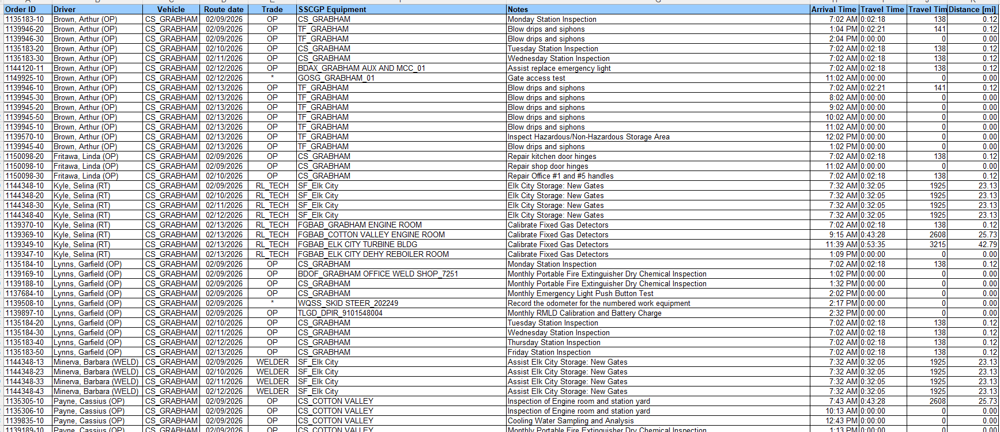 Order ID Driver Vehicle Route date Trade SSCGP Equipment Notes Arrival Time Travel Time Travel Tim Distance [mi]
1135183-10 Brown, Arthur (OP) CS_GRABHAM 02/09/2026 OP CS_GRABHAM Monday Station Inspection 7:02 AM 0:02:18 138 0.12
1139946-20 Brown, Arthur (OP) CS_GRABHAM 02/09/2026 OP TF_GRABHAM Blow drips and siphons 1:04 PM 0:02:21 141 0.12
1139946-30 Brown, Arthur (OP) CS_GRABHAM 02/09/2026 OP TF_GRABHAM Blow drips and siphons 2:04 PM 0:00:00 0 0.00
1135183-20 Brown, Arthur (OP) CS_GRABHAM 02/10/2026 OP CS_GRABHAM Tuesday Station Inspection 7:02 AM 0:02:18 138 0.12
1135183-30 Brown, Arthur (OP) CS_GRABHAM 02/11/2026 OP CS_GRABHAM Wednesday Station Inspection 7:02 AM 0:02:18 138 0.12
1144120-11 Brown, Arthur (OP) CS_GRABHAM 02/12/2026 OP BDAX_GRABHAM AUX AND MCC_01 Assist replace emergency light 7:02 AM 0:02:18 138 0.12
1149925-10 Brown, Arthur (OP) CS_GRABHAM 02/12/2026 * GOSG_GRABHAM_01 Gate access test 11:02 AM 0:00:00 0 0.00
1139946-10 Brown, Arthur (OP) CS_GRABHAM 02/13/2026 OP TF_GRABHAM Blow drips and siphons 7:02 AM 0:02:21 141 0.12
1139945-30 Brown, Arthur (OP) CS_GRABHAM 02/13/2026 OP TF_GRABHAM Blow drips and siphons 8:02 AM 0:00:00 0 0.00
1139945-20 Brown, Arthur (OP) CS_GRABHAM 02/13/2026 OP TF_GRABHAM Blow drips and siphons 9:02 AM 0:00:00 0 0.00
1139945-50 Brown, Arthur (OP) CS_GRABHAM 02/13/2026 OP TF_GRABHAM Blow drips and siphons 10:02 AM 0:00:00 0 0.00
1139945-10 Brown, Arthur (OP) CS_GRABHAM 02/13/2026 OP TF_GRABHAM Blow drips and siphons 11:02 AM 0:00:00 0 0.00
1139570-10 Brown, Arthur (OP) CS_GRABHAM 02/13/2026 OP TF_GRABHAM Inspect Hazardous/Non-Hazardous Storage Area 12:02 PM 0:00:00 0 0.00
1139945-40 Brown, Arthur (OP) CS_GRABHAM 02/13/2026 OP TF_GRABHAM Blow drips and siphons 1:02 PM 0:00:00 0 0.00
1150098-20 Fritawa, Linda (OP) CS_GRABHAM 02/09/2026 OP CS_GRABHAM Repair kitchen door hinges 7:02 AM 0:02:18 138 0.12
1150098-10 Fritawa, Linda (OP) CS_GRABHAM 02/09/2026 OP CS_GRABHAM Repair shop door hinges 11:02 AM 0:00:00 0 0.00
1150098-30 Fritawa, Linda (OP) CS_GRABHAM 02/10/2026 OP CS_GRABHAM Repair Office #1 and #5 handles 7:02 AM 0:02:18 138 0.12
1144348-10 Kyle, Selina (RT) CS_GRABHAM 02/09/2026 RL_TECH SF_Elk City Elk City Storage: New Gates 7:32 AM 0:32:05 1925 23.13
1144348-20 Kyle, Selina (RT) CS_GRABHAM 02/10/2026 RL_TECH SF_Elk City Elk City Storage: New Gates 7:32 AM 0:32:05 1925 23.13
1144348-30 Kyle, Selina (RT) CS_GRABHAM 02/11/2026 RL_TECH SF_Elk City Elk City Storage: New Gates 7:32 AM 0:32:05 1925 23.13
1144348-40 Kyle, Selina (RT) CS_GRABHAM 02/12/2026 RL_TECH SF_Elk City Elk City Storage: New Gates 7:32 AM 0:32:05 1925 23.13
1139370-10 Kyle, Selina (RT) CS_GRABHAM 02/13/2026 RL_TECH FGBAB_GRABHAM ENGINE ROOM Calibrate Fixed Gas Detectors 7:02 AM 0:02:18 138 0.12
1139369-10 Kyle, Selina (RT) CS_GRABHAM 02/13/2026 RL_TECH FGBAB_COTTON VALLEY ENGINE ROOM Calibrate Fixed Gas Detectors 9:15 AM 0:43:28 2608 25.73
1139349-10 Kyle, Selina (RT) CS_GRABHAM 02/13/2026 RL_TECH FGBAB_ELK CITY TURBINE BLDG Calibrate Fixed Gas Detectors 11:39 AM 0:53:35 3215 42.79
1139347-10 Kyle, Selina (RT) CS_GRABHAM 02/13/2026 RL_TECH FGBAB_ELK CITY DEHY REBOILER ROOM Calibrate Fixed Gas Detectors 1:09 PM 0:00:00 0 0.00
1135184-10 Lynns, Garfield (OP) CS_GRABHAM 02/09/2026 OP CS_GRABHAM Monday Station Inspection 7:02 AM 0:02:18 138 0.12
1139169-10 Lynns, Garfield (OP) CS_GRABHAM 02/09/2026 OP BDOF_GRABHAM OFFICE WELD SHOP_7251 Monthly Portable Fire Extinguisher Dry Chemical Inspection 1:02 PM 0:00:00 0 0.00
1139188-10 Lynns, Garfield (OP) CS_GRABHAM 02/09/2026 OP CS_GRABHAM Monthly Portable Fire Extinguisher Dry Chemical Inspection 1:32 PM 0:00:00 0 0.00
1137684-10 Lynns, Garfield (OP) CS_GRABHAM 02/09/2026 OP CS_GRABHAM Monthly Emergency Light Push Button Test 2:02 PM 0:00:00 0 0.00
1139508-10 Lynns, Garfield (OP) CS_GRABHAM 02/09/2026 * WQSS_SKID STEER_202249 Record the odometer for the numbered work equipment 2:17 PM 0:00:00 0 0.00
1139897-10 Lynns, Garfield (OP) CS_GRABHAM 02/09/2026 OP TLGD_DPIR_9101548004 Monthly RMLD Calibration and Battery Charge 2:32 PM 0:00:00 0 0.00
1135184-20 Lynns, Garfield (OP) CS_GRABHAM 02/10/2026 OP CS_GRABHAM Tuesday Station Inspection 7:02 AM 0:02:18 138 0.12
1135184-30 Lynns, Garfield (OP) CS_GRABHAM 02/11/2026 OP CS_GRABHAM Wednesday Station Inspection 7:02 AM 0:02:18 138 0.12
1135183-40 Lynns, Garfield (OP) CS_GRABHAM 02/12/2026 OP CS_GRABHAM Thursday Station Inspection 7:02 AM 0:02:18 138 0.12
1135183-50 Lynns, Garfield (OP) CS_GRABHAM 02/13/2026 OP CS_GRABHAM Friday Station Inspection 7:02 AM 0:02:18 138 0.12
1144348-13 Minerva, Barbara (WELD) CS_GRABHAM 02/09/2026 WELDER SF_Elk City Assist Elk City Storage: New Gates 7:32 AM 0:32:05 1925 23.13
1144348-23 Minerva, Barbara (WELD) CS_GRABHAM 02/10/2026 WELDER SF_Elk City Assist Elk City Storage: New Gates 7:32 AM 0:32:05 1925 23.13
1144348-33 Minerva, Barbara (WELD) CS_GRABHAM 02/11/2026 WELDER SF_Elk City Assist Elk City Storage: New Gates 7:32 AM 0:32:05 1925 23.13
1144348-43 Minerva, Barbara (WELD) CS_GRABHAM 02/12/2026 WELDER SF_Elk City Assist Elk City Storage: New Gates 7:32 AM 0:32:05 1925 23.13
1135305-10 Payne, Cassius (OP) CS_GRABHAM 02/09/2026 OP CS_COTTON VALLEY Inspection of Engine room and station yard 7:43 AM 0:43:28 2608 25.73
1135306-10 Payne, Cassius (OP) CS_GRABHAM 02/09/2026 OP CS_COTTON VALLEY Inspection of Engine room and station yard 10:13 AM 0:00:00 0 0.00
1139835-10 Payne, Cassius (OP) CS_GRABHAM 02/09/2026 OP CS_COTTON VALLEY Cooling Water Sampling and Analysis 12:43 PM 0:00:00 0 0.00
1139189-10 Payne, Cassius (OP) CS_GRABHAM 02/09/2026 OP CS_COTTON VALLEY Monthly Portable Fire Extinguisher Dry Chemical Inspection 1:13 PM 0:00:00 0 0.00